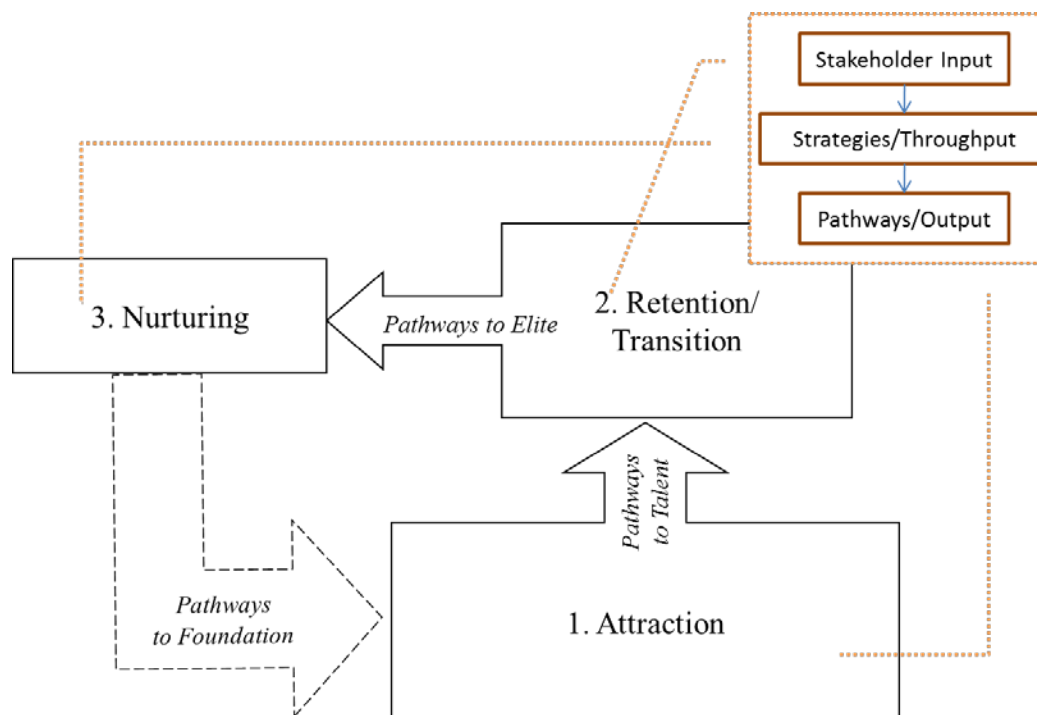 Stakeholder Input
Strategies/Throughput
Pathways/Output
3. Nurturing
Pathways to Elite
2. Retention/
Transition
Pathways
to Talent
Pathways
to Foundation
1. Attraction